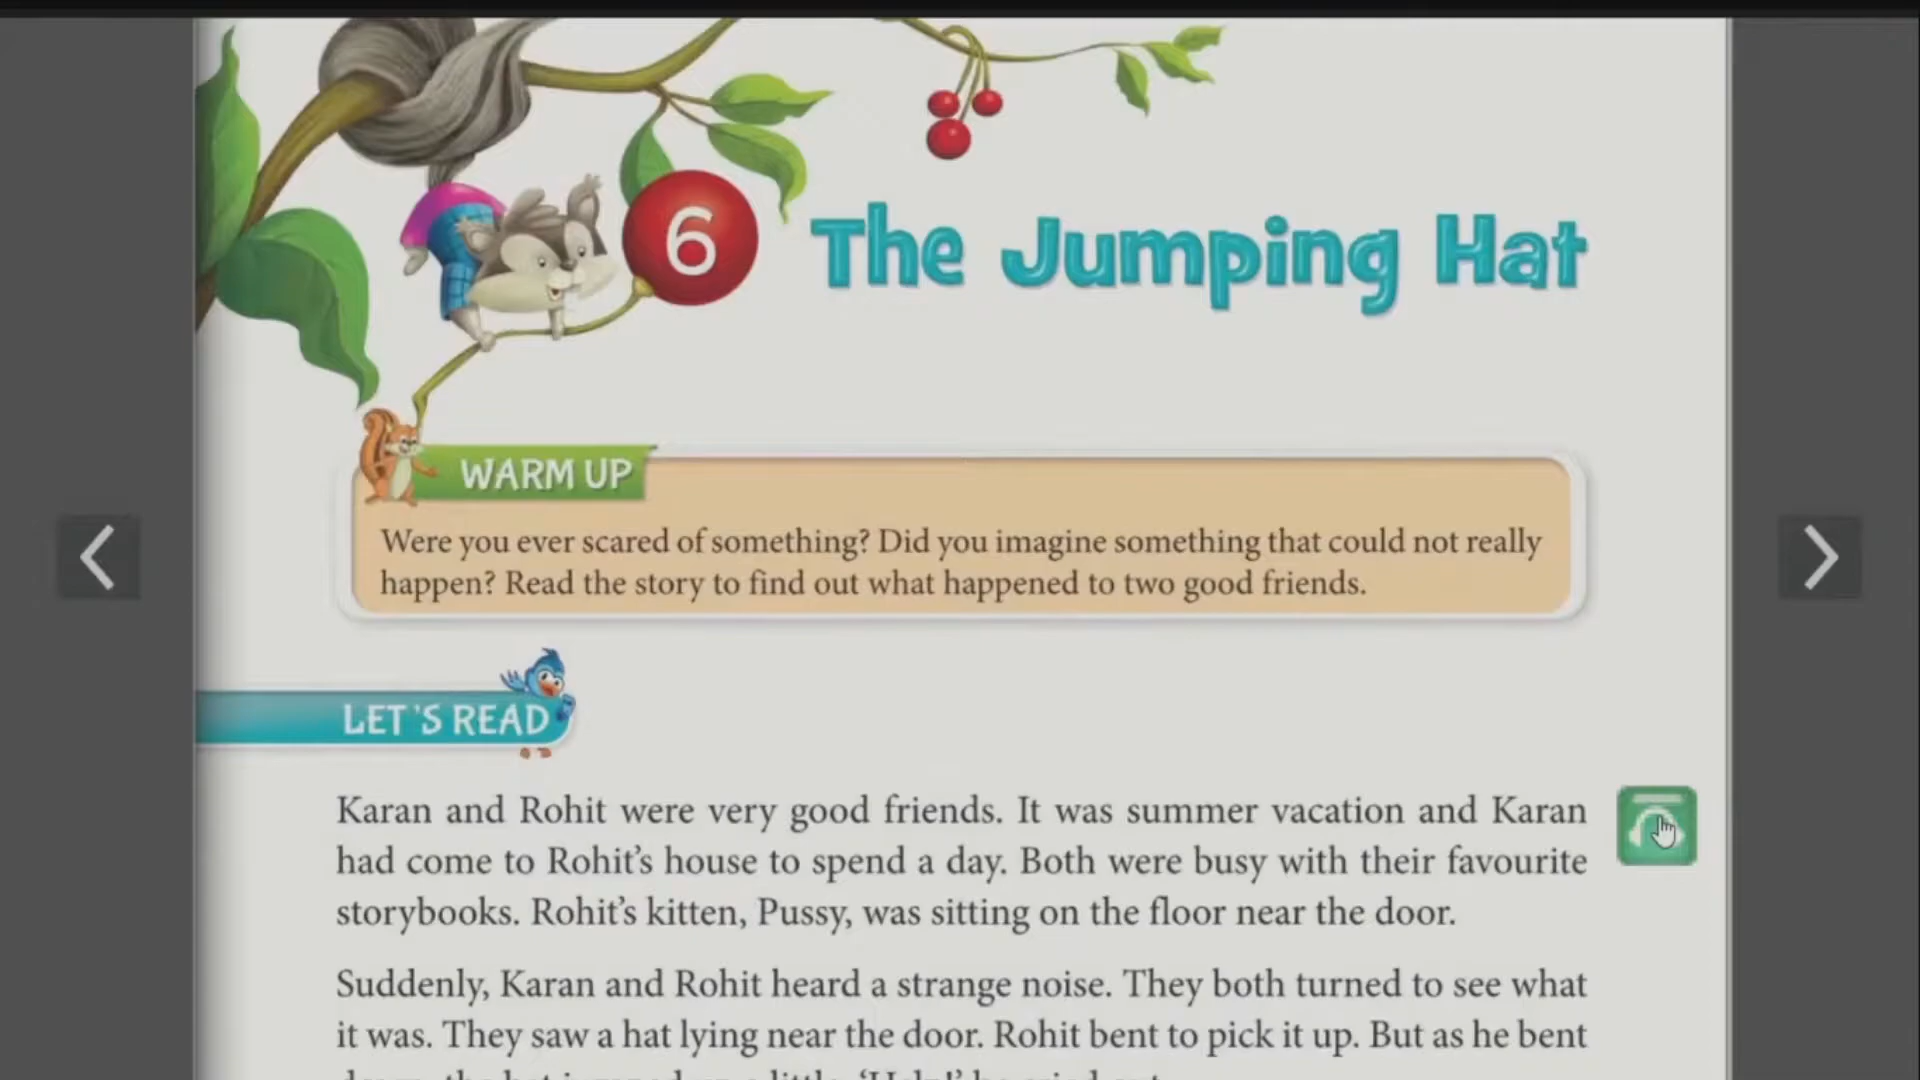 6
The Jumping Hat
WARM UP
Were you ever scared of something? Did you imagine something that could not really
happen? Read the story to find out what happened to two good friends.
LET'S READ
Karan and Rohit were very good friends. It was summer vacation and Karan
had come to Rohit's house to spend a day. Both were busy with their favourite
storybooks. Rohit's kitten, Pussy, was sitting on the floor near the door.
Suddenly, Karan and Rohit heard a strange noise. They both turned to see what
it was. They saw a hat lying near the door. Rohit bent to pick it up. But as he bent